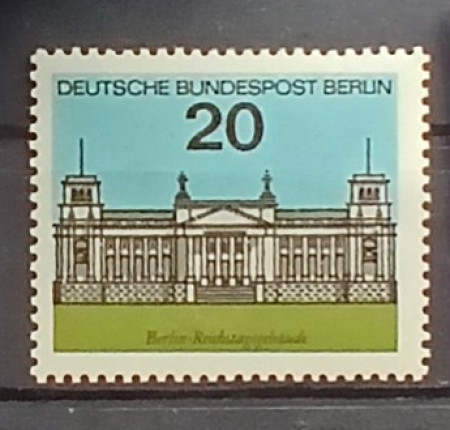 DEUTSCHE BUNDESPOST BERLIN
20
Berlin-Reichstagsgebäude